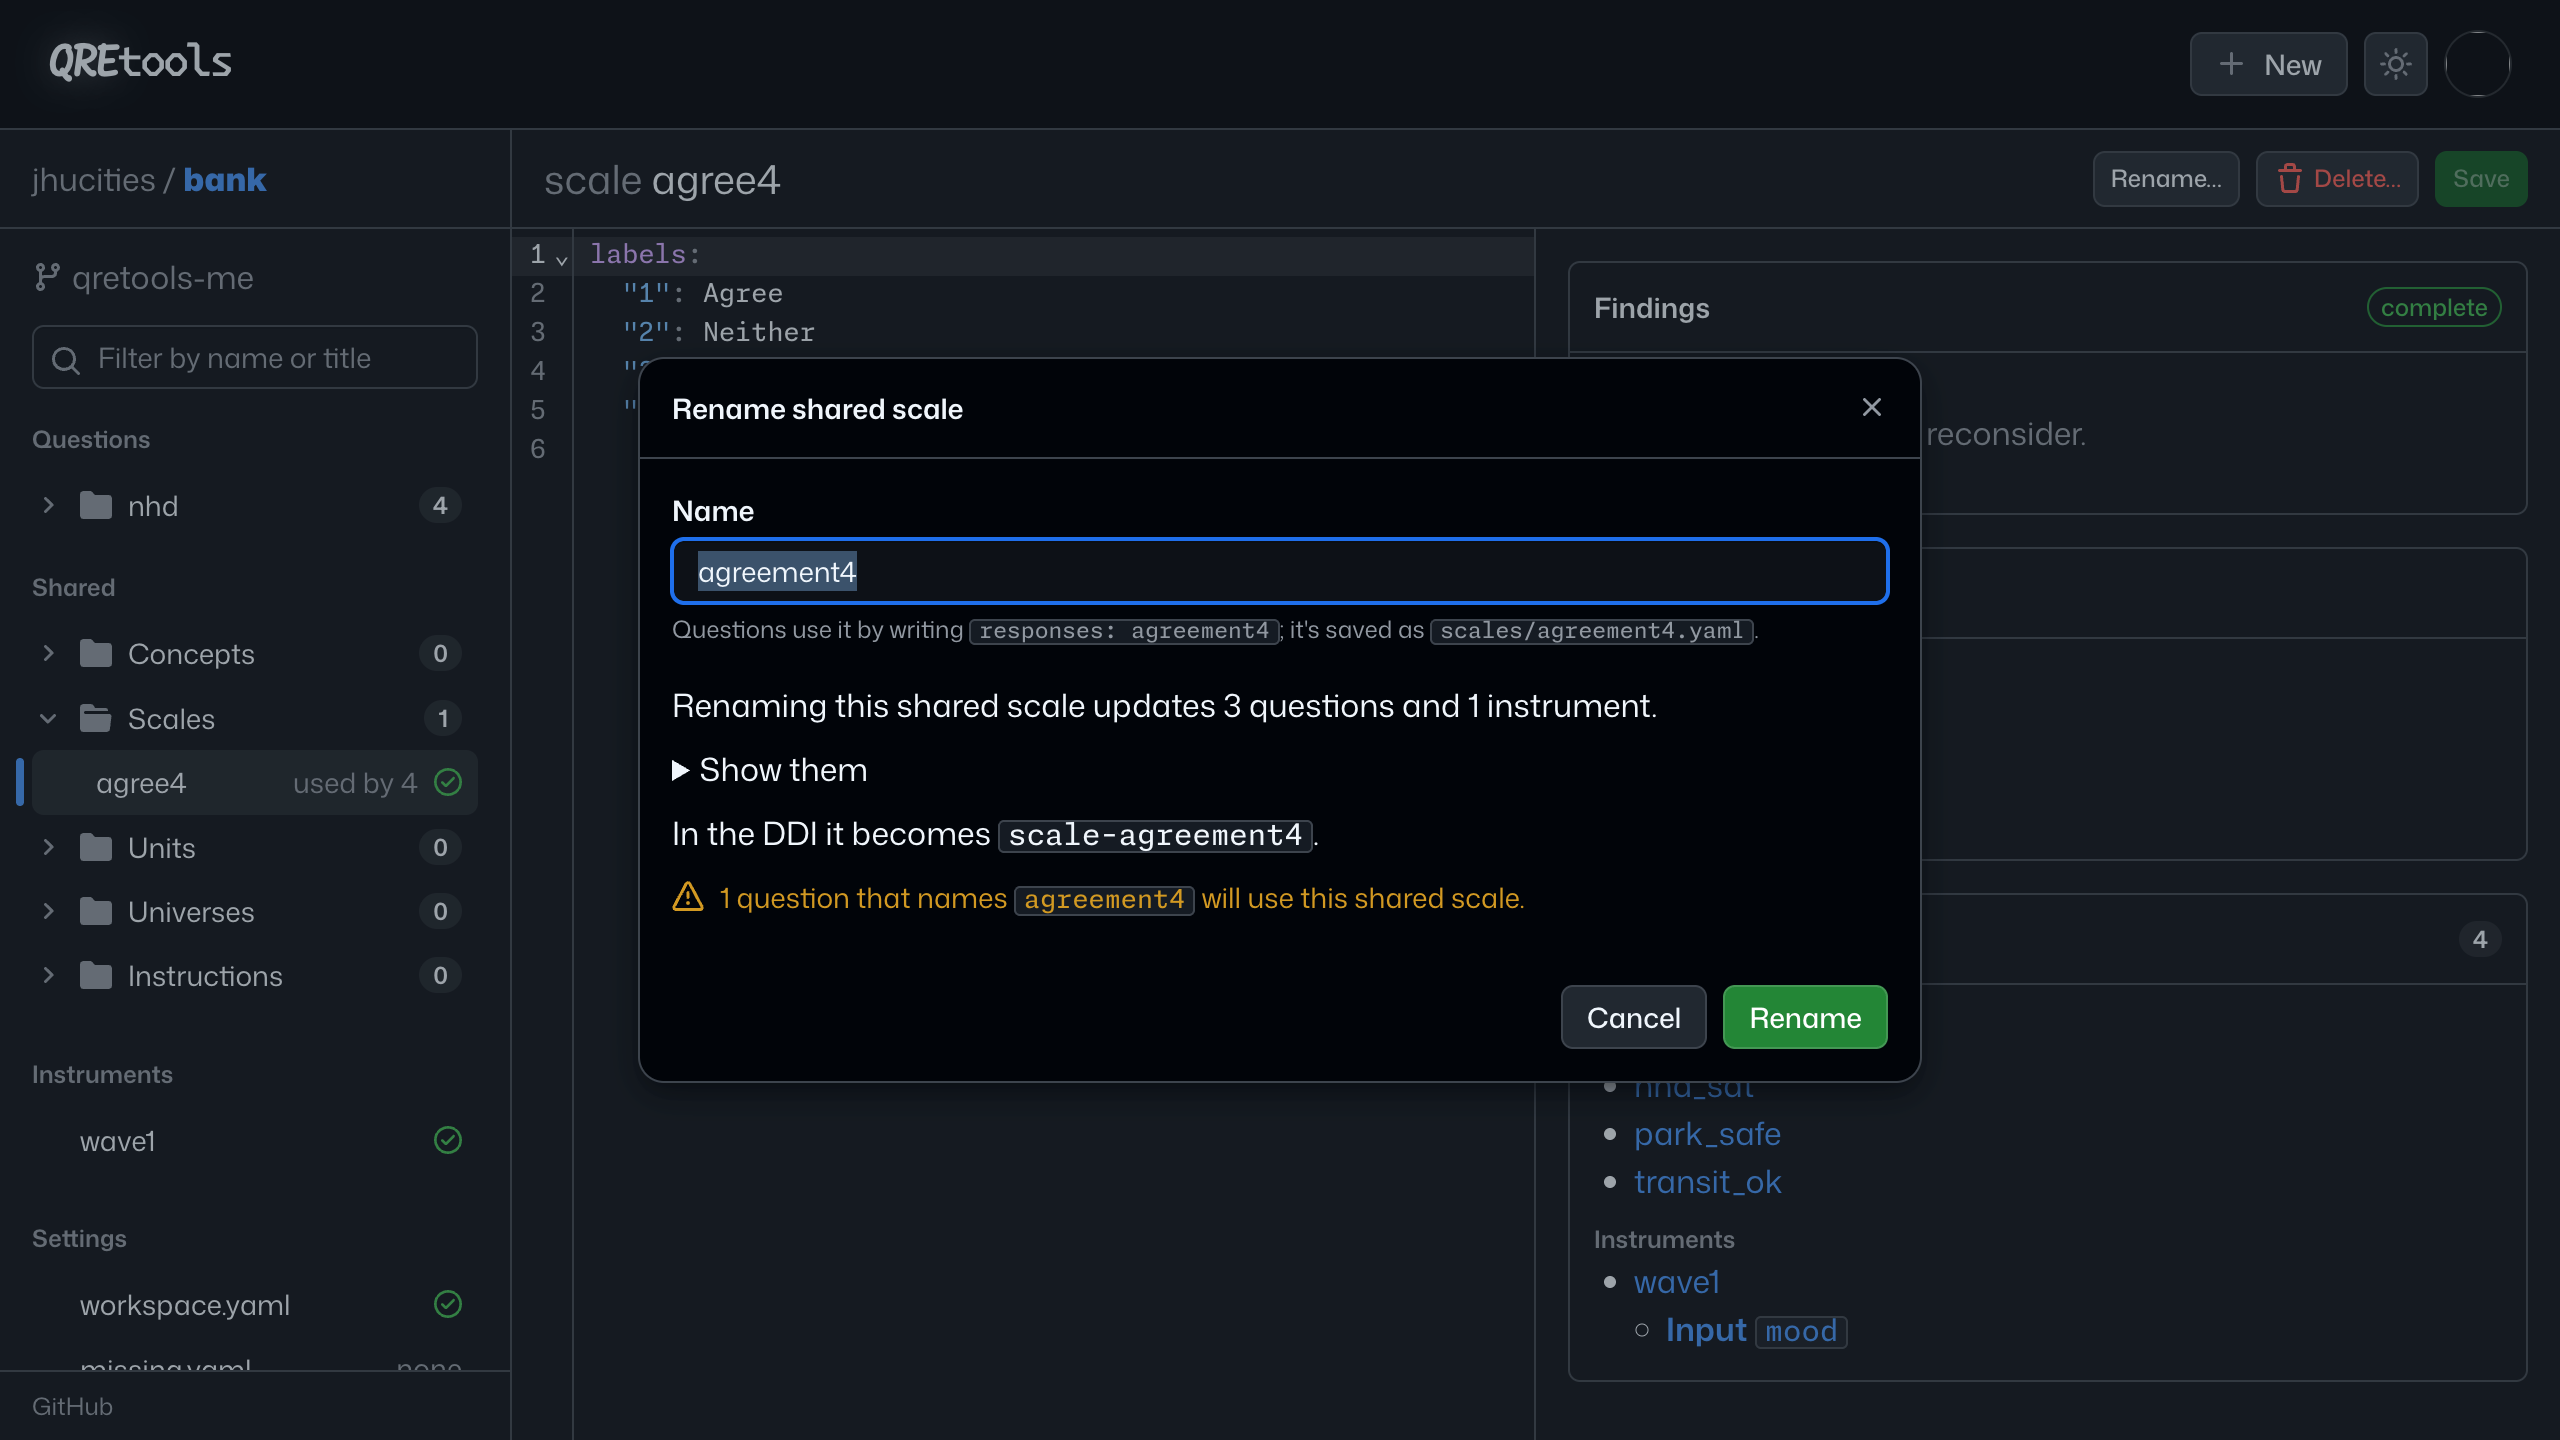 QREtools
New
jhucities / bank
scale agree4
Rename...
Delete...
Save
qretools-me
Filter by name or title
Questions
nhd 4
Shared
Concepts 0
Scales 1
agree4 used by 4
Units 0
Universes 0
Instructions 0
Instruments
wave1
Settings
workspace.yaml
missing.yaml none
GitHub
1 labels:
2 "1": Agree
3 "2": Neither
4
5
6
Findings complete
reconsider.
4
nhd_sat
park_safe
transit_ok
Instruments
wave1
Input mood
Rename shared scale
Name
agreement4
Questions use it by writing responses: agreement4; it's saved as scales/agreement4.yaml.
Renaming this shared scale updates 3 questions and 1 instrument.
Show them
In the DDI it becomes scale-agreement4.
1 question that names agreement4 will use this shared scale.
Cancel
Rename